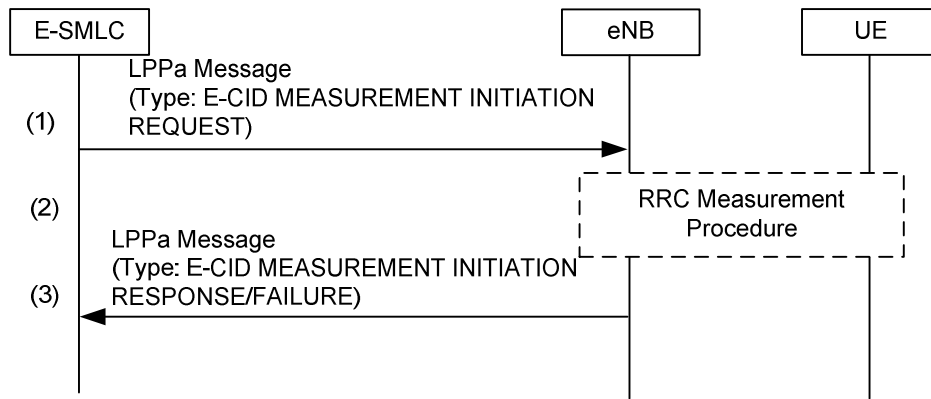 E-SMLC
eNB
UE
LPPa Message
(Type: E-CID MEASUREMENT INITIATION
REQUEST)
(1)
RRC Measurement
Procedure
(2)
LPPa Message
(Type: E-CID MEASUREMENT INITIATION
RESPONSE/FAILURE)
(3)